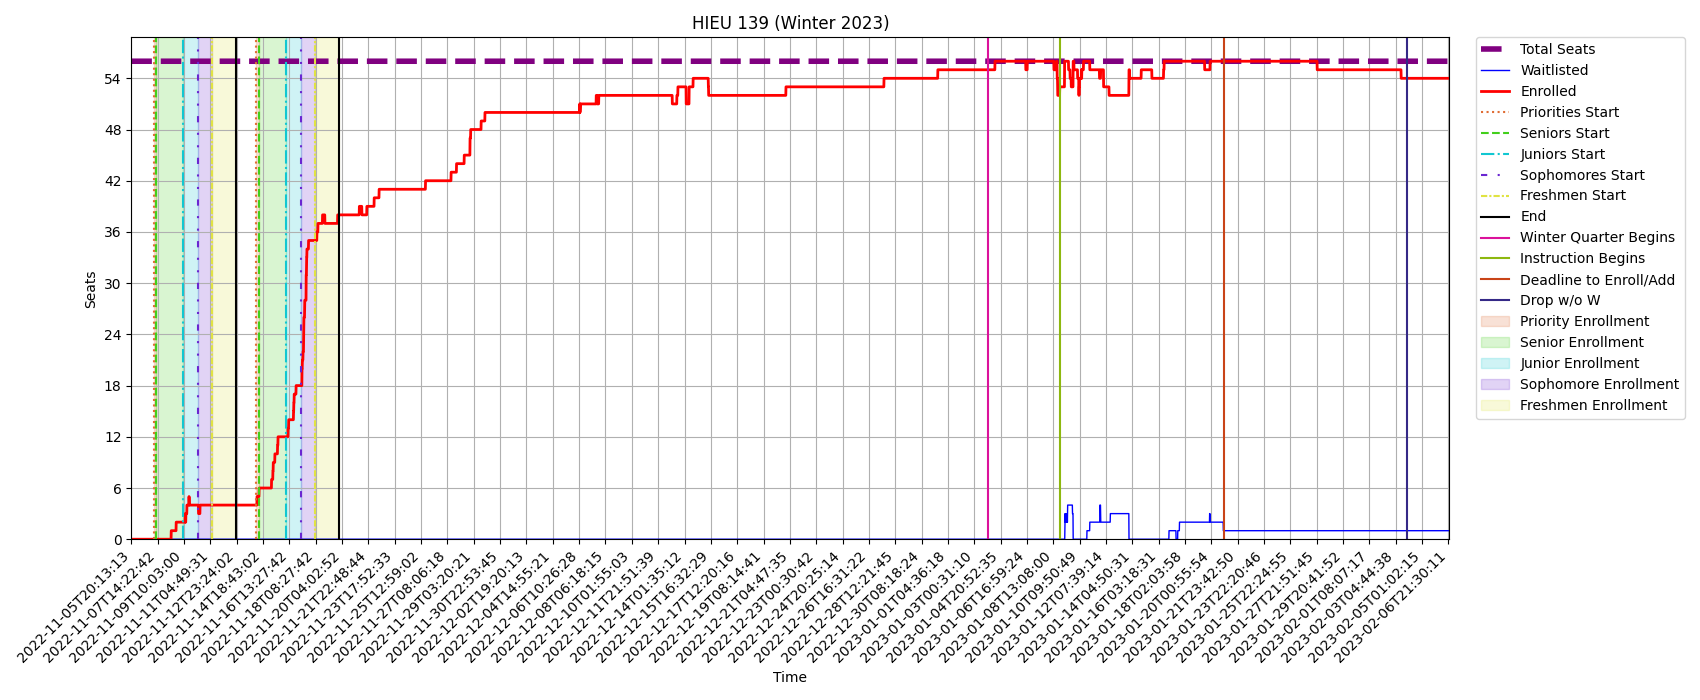 HIEU 139 (Winter 2023)
Seats
54
48
42
36
30
24
18
12
6
0
2022-11-05T20:13:13
2022-11-07T14:22:42
2022-11-09T10:03:00
2022-11-11T04:49:31
2022-11-12T23:24:02
2022-11-14T18:43:02
2022-11-16T13:27:42
2022-11-18T08:27:42
2022-11-20T04:02:52
2022-11-21T22:48:44
2022-11-23T17:52:33
2022-11-25T12:59:02
2022-11-27T08:06:18
2022-11-29T03:20:21
2022-11-30T22:53:45
2022-12-02T19:20:13
2022-12-04T14:55:21
2022-12-06T10:26:28
2022-12-08T06:18:15
2022-12-10T01:55:03
2022-12-11T21:51:39
2022-12-14T01:35:12
2022-12-15T16:32:29
2022-12-17T12:20:16
2022-12-19T08:14:41
2022-12-21T04:47:35
2022-12-23T00:30:42
2022-12-24T20:25:14
2022-12-26T16:31:22
2022-12-28T12:21:45
2022-12-30T08:18:24
2023-01-01T04:36:18
2023-01-03T00:31:10
2023-01-04T20:52:35
2023-01-06T16:59:24
2023-01-08T13:08:00
2023-01-10T09:50:49
2023-01-12T07:39:14
2023-01-14T04:50:31
2023-01-16T03:18:31
2023-01-18T02:03:58
2023-01-20T00:55:54
2023-01-21T23:42:50
2023-01-23T22:20:46
2023-01-25T22:24:55
2023-01-27T21:51:45
2023-01-29T20:41:52
2023-02-01T08:07:17
2023-02-03T04:44:38
2023-02-05T01:02:15
2023-02-06T21:30:11
Time
Total Seats
Waitlisted
Enrolled
Priorities Start
Seniors Start
Juniors Start
Sophomores Start
Freshmen Start
End
Winter Quarter Begins
Instruction Begins
Deadline to Enroll/Add
Drop w/o W
Priority Enrollment
Senior Enrollment
Junior Enrollment
Sophomore Enrollment
Freshmen Enrollment